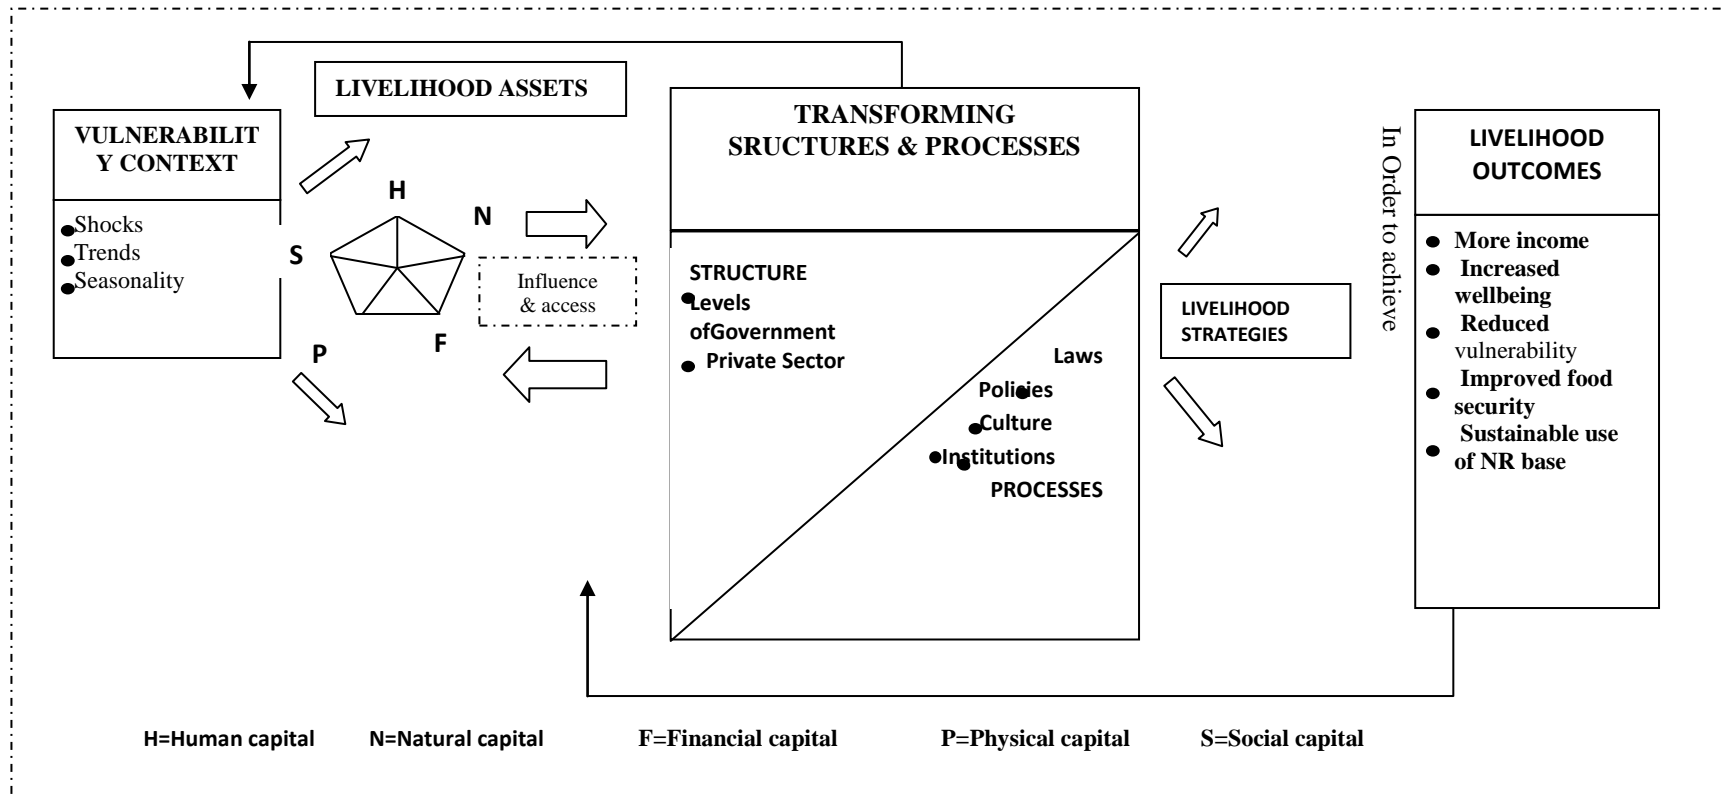 LIVELIHOOD ASSETS
VULNERABILIT
Y CONTEXT
Shocks
Trends
Seasonality
H
N
S
F
P
Influence
& access
TRANSFORMING
SRUCTURES & PROCESSES
STRUCTURE
Levels
ofGovernment
Private Sector
Laws
Policies
Culture
Institutions
PROCESSES
LIVELIHOOD
STRATEGIES
In Order to achieve
LIVELIHOOD
OUTCOMES
More income
Increased
wellbeing
Reduced
vulnerability
Improved food
security
Sustainable use
of NR base
H=Human capital
N=Natural capital
F=Financial capital
P=Physical capital
S=Social capital